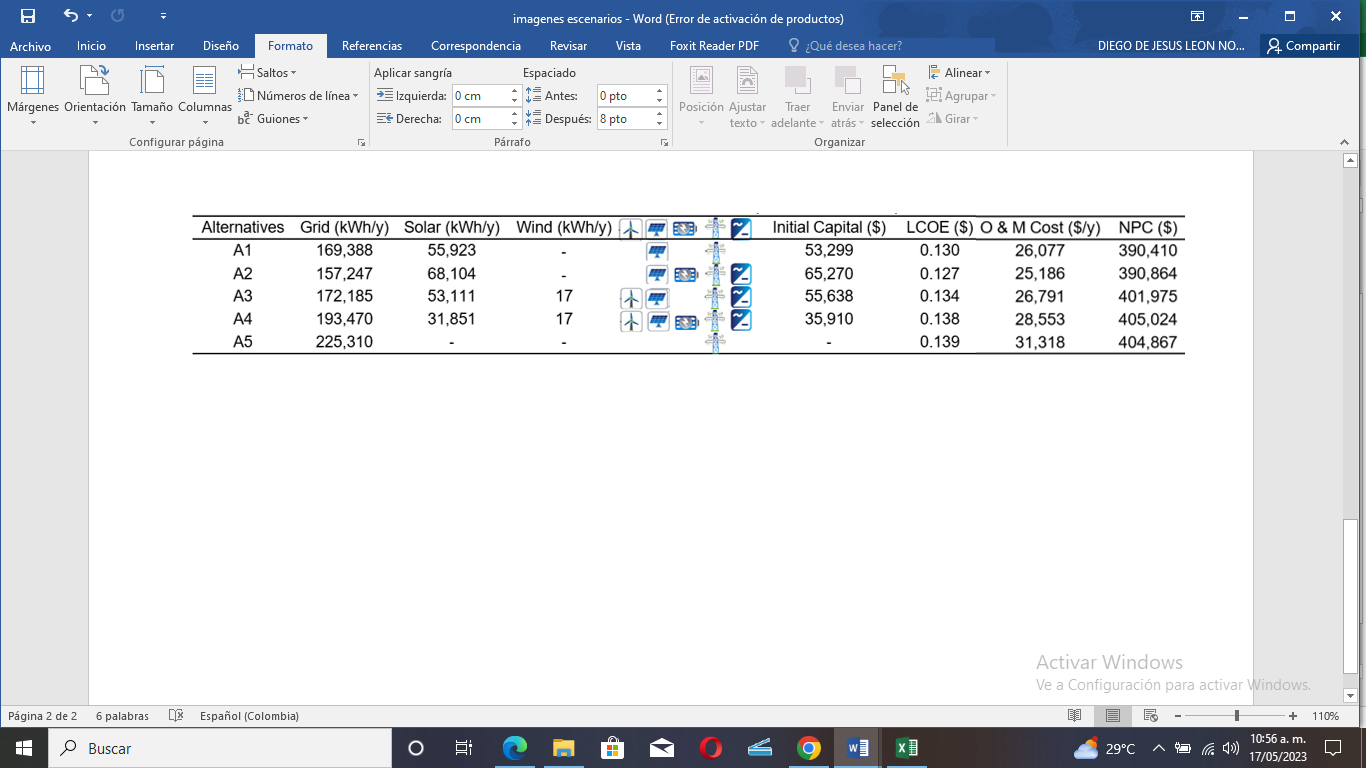 imagenes escenarios - Word (Error de activación de productos)
Archivo Inicio Insertar Diseño Formato Referencias Correspondencia Revisar Vista Foxit Reader PDF ¿Qué desea hacer? DIEGO DE JESUS LEON NO... Compartir
Márgenes Orientación Tamaño Columnas
Saltos
Números de línea
Guiones
Configurar página
Aplicar sangría Espaciado
Izquierda: 0 cm Antes: 0 pto
Derecha: 0 cm Después: 8 pto
Párrafo
Posición Ajustar texto Traer adelante Enviar atrás Panel de selección
Alinear
Agrupar
Girar
Organizar
Alternatives Grid (kWh/y) Solar (kWh/y) Wind (kWh/y) Initial Capital ($) LCOE ($) O & M Cost ($/y) NPC ($)
A1 169,388 55,923 - 53,299 0.130 26,077 390,410
A2 157,247 68,104 - 65,270 0.127 25,186 390,864
A3 172,185 53,111 17 55,638 0.134 26,791 401,975
A4 193,470 31,851 17 35,910 0.138 28,553 405,024
A5 225,310 - - - 0.139 31,318 404,867
Activar Windows
Ve a Configuración para activar Windows.
Página 2 de 2 6 palabras Español (Colombia) 110%
Buscar 29°C 10:56 a. m.
17/05/2023